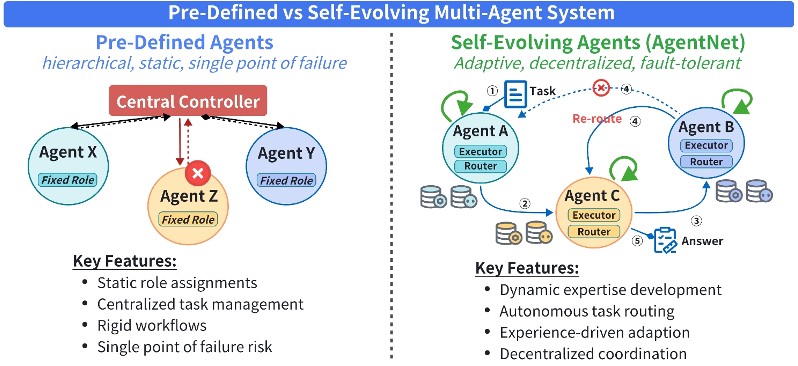 Pre-Defined vs Self-Evolving Multi-Agent System
Pre-Defined Agents
hierarchical, static, single point of failure
Central Controller
Agent X
Fixed Role
Agent Y
Fixed Role
Agent Z
Fixed Role
Key Features:
• Static role assignments
• Centralized task management
• Rigid workflows
• Single point of failure risk
Self-Evolving Agents (AgentNet)
Adaptive, decentralized, fault-tolerant
① Task
④
Re-route
④
Agent A
Executor
Router
Agent B
Executor
Router
Agent C
Executor
Router
②
③
⑤ Answer
Key Features:
• Dynamic expertise development
• Autonomous task routing
• Experience-driven adaption
• Decentralized coordination